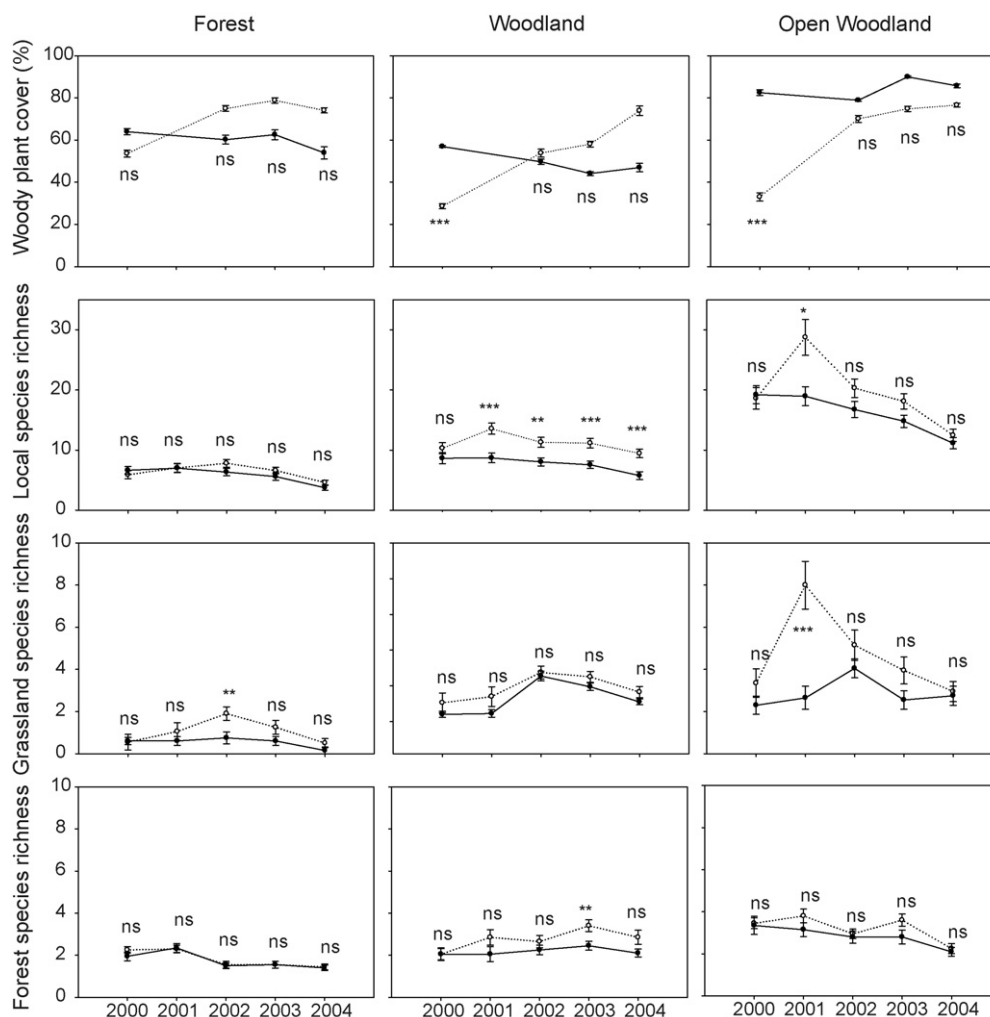 Forest Woodland Open Woodland
Woody plant cover (%)
100
80
60
40
20
0
ns ns ns ns
*** ns ns ns
*** ns ns ns
Local species richness
30
20
10
0
ns ns ns ns ns
ns *** ** *** ***
ns * ns ns ns
Grassland species richness
10
8
6
4
2
0
ns ns ** ns ns
ns ns ns ns ns
ns *** ns ns ns
Forest species richness
10
8
6
4
2
0
ns ns ns ns ns
ns ns ns ** ns
ns ns ns ns ns
2000 2001 2002 2003 2004 2000 2001 2002 2003 2004 2000 2001 2002 2003 2004